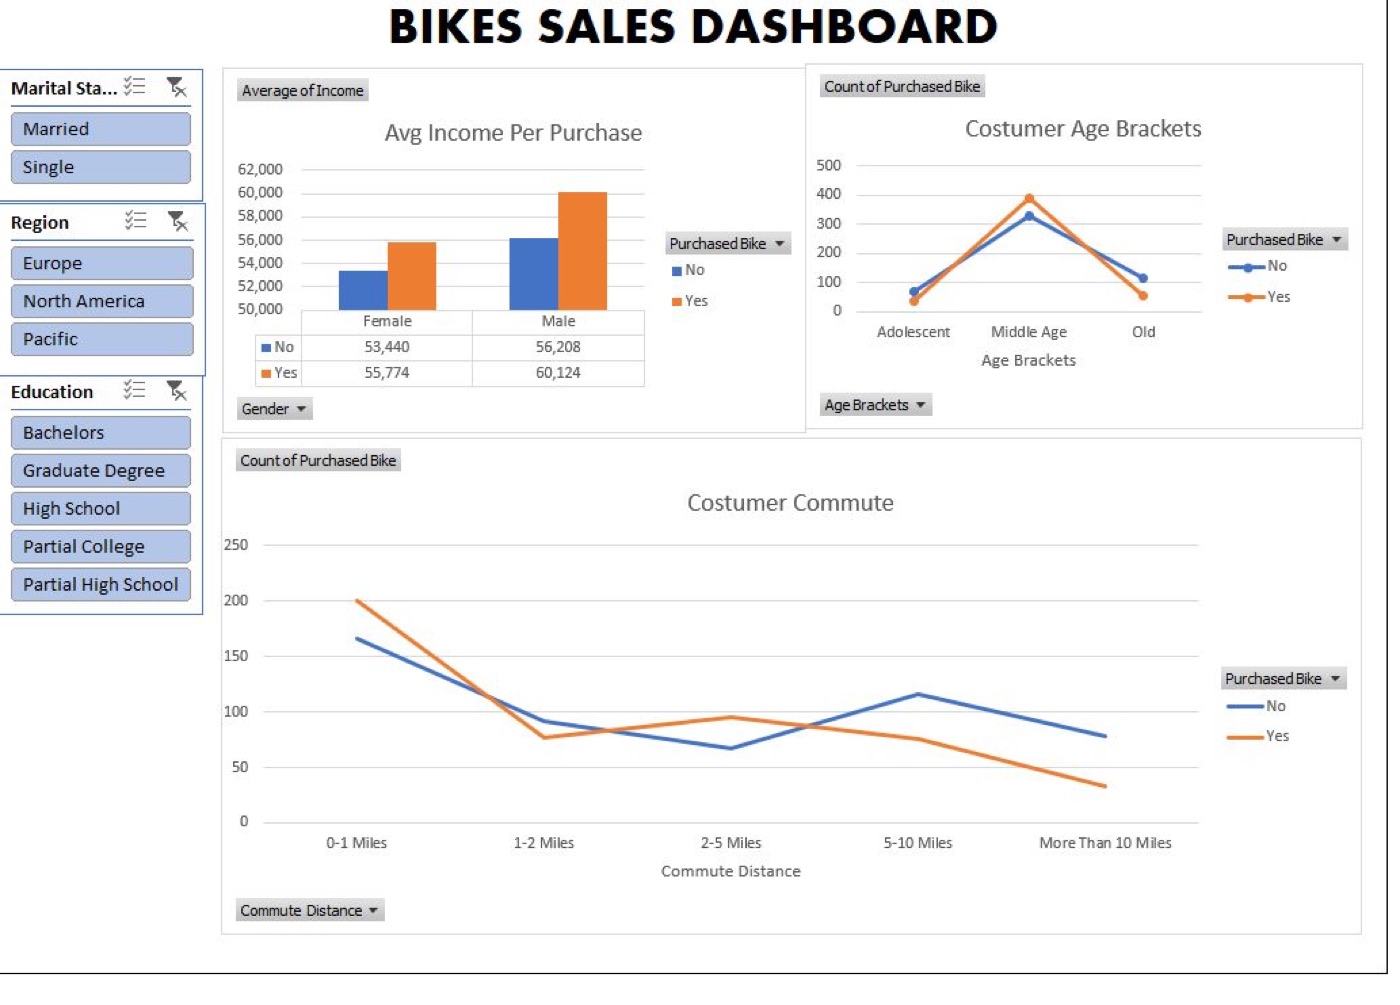 BIKES SALES DASHBOARD
Marital Sta...
Married
Single
Region
Europe
North America
Pacific
Education
Bachelors
Graduate Degree
High School
Partial College
Partial High School
Average of Income
Avg Income Per Purchase
62,000
60,000
58,000
56,000
54,000
52,000
50,000
Female Male
No 53,440 56,208
Yes 55,774 60,124
Purchased Bike
No
Yes
Gender
Count of Purchased Bike
Costumer Age Brackets
500
400
300
200
100
0
Adolescent Middle Age Old
Age Brackets
Purchased Bike
No
Yes
Age Brackets
Count of Purchased Bike
Costumer Commute
250
200
150
100
50
0
0-1 Miles 1-2 Miles 2-5 Miles 5-10 Miles More Than 10 Miles
Commute Distance
Purchased Bike
No
Yes
Commute Distance